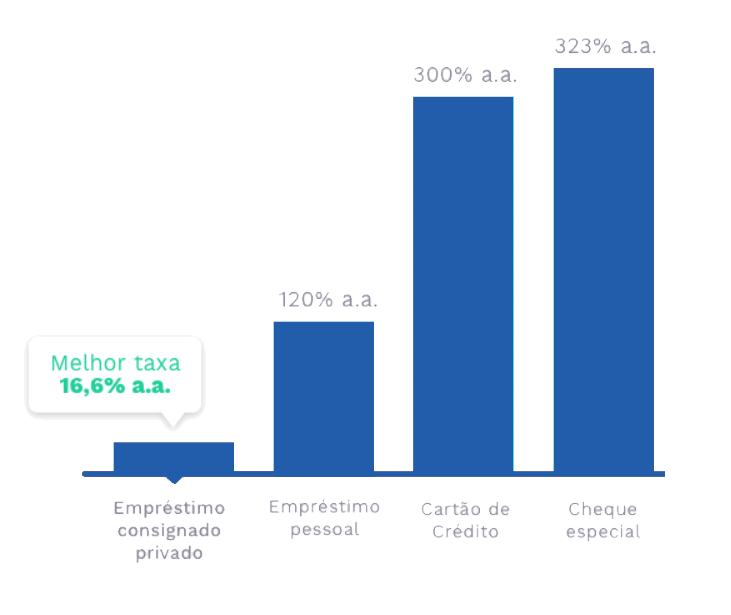 323% a.a.
300% a.a.
120% a.a.
Melhor taxa
16,6% a.a.
Empréstimo
consignado
privado
Empréstimo
pessoal
Cartão de
Crédito
Cheque
especial